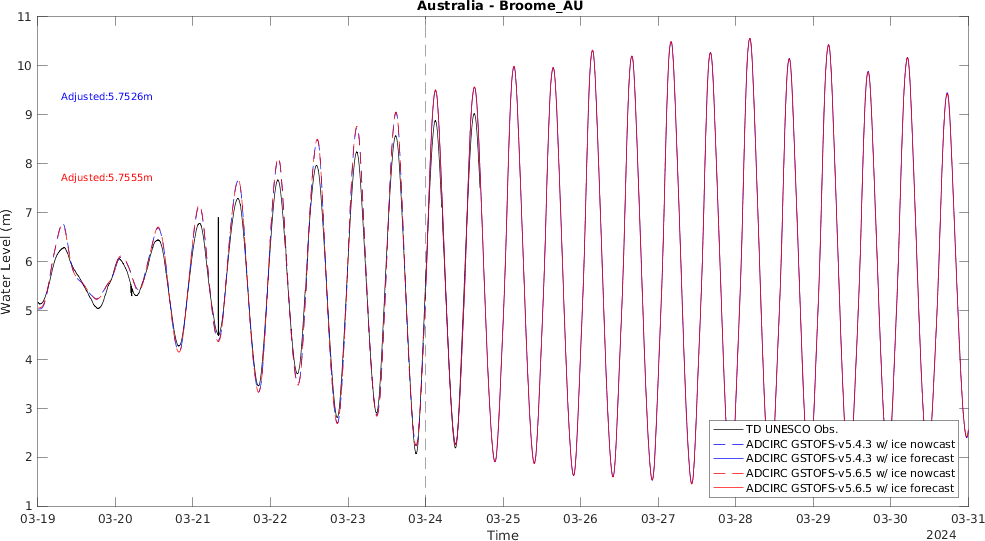 Australia - Broome_AU
11
10
9
8
7
6
5
4
3
2
1
Water Level (m)
Adjusted:5.7526m
Adjusted:5.7555m
TD UNESCO Obs.
ADCIRC GSTOFS-v5.4.3 w/ ice nowcast
ADCIRC GSTOFS-v5.4.3 w/ ice forecast
ADCIRC GSTOFS-v5.6.5 w/ ice nowcast
ADCIRC GSTOFS-v5.6.5 w/ ice forecast
03-19 03-20 03-21 03-22 03-23 03-24 03-25 03-26 03-27 03-28 03-29 03-30 03-31
Time
2024